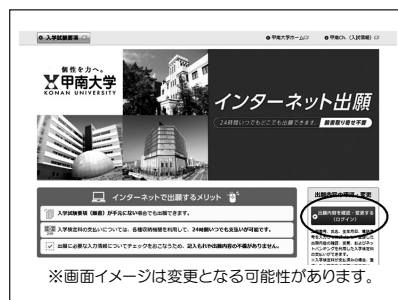 入学試験要項
甲南大学ホーム
甲南Ch.（入試情報）
個性を力へ。
甲南大学
KONAN UNIVERSITY
インターネット出願
24時間いつでもどこでも出願できます。 願書取り寄せ不要
インターネットで出願するメリット
入学試験要項（願書）が手元にない場合でも出願できます。
入学検定料の支払いについては、各種収納機関を利用して、24時間いつでも支払いが可能です。
出願に必要な入力情報についてチェックをおこなうため、記入もれや出願内容の不備がありません。
出願内容の確認・変更
出願内容を確認・変更する
（ログイン）
※画面イメージは変更となる可能性があります。